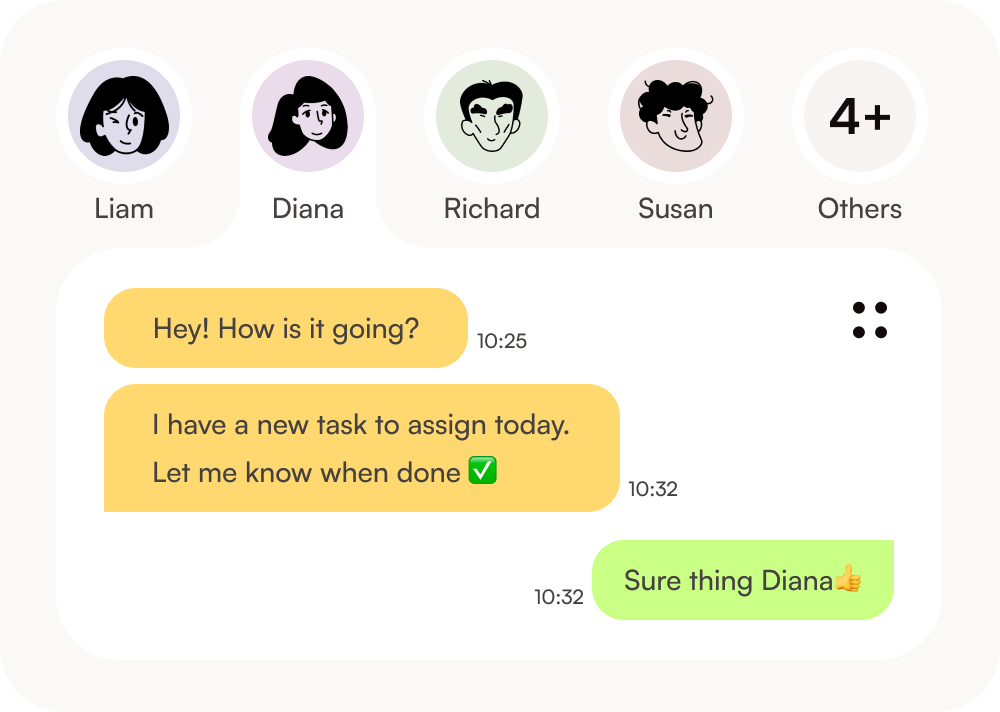 4+
Liam
Diana
Richard
Susan
Others
Hey! How is it going?
10:25
I have a new task to assign today.
Let me know when done ✅
10:32
Sure thing Diana👍
10:32